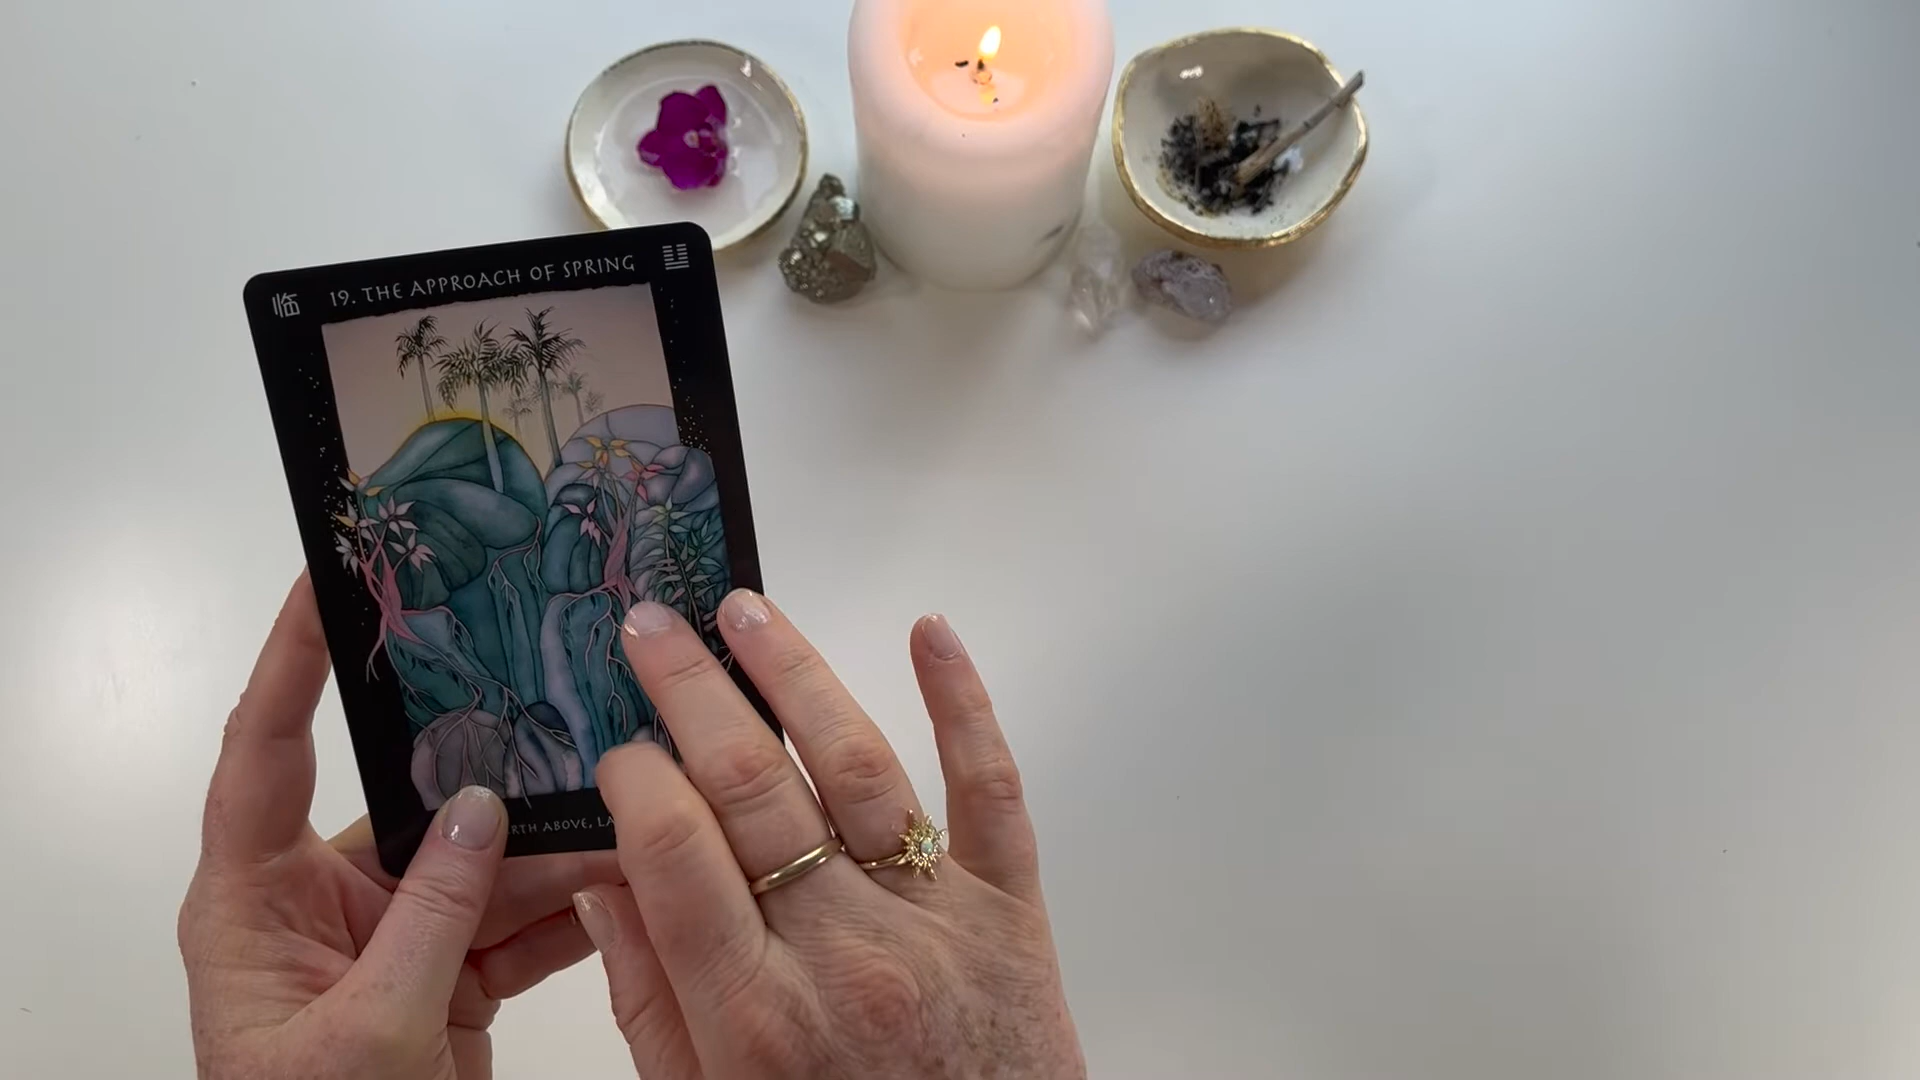 临
19. THE APPROACH OF SPRING
RTH ABOVE, LA